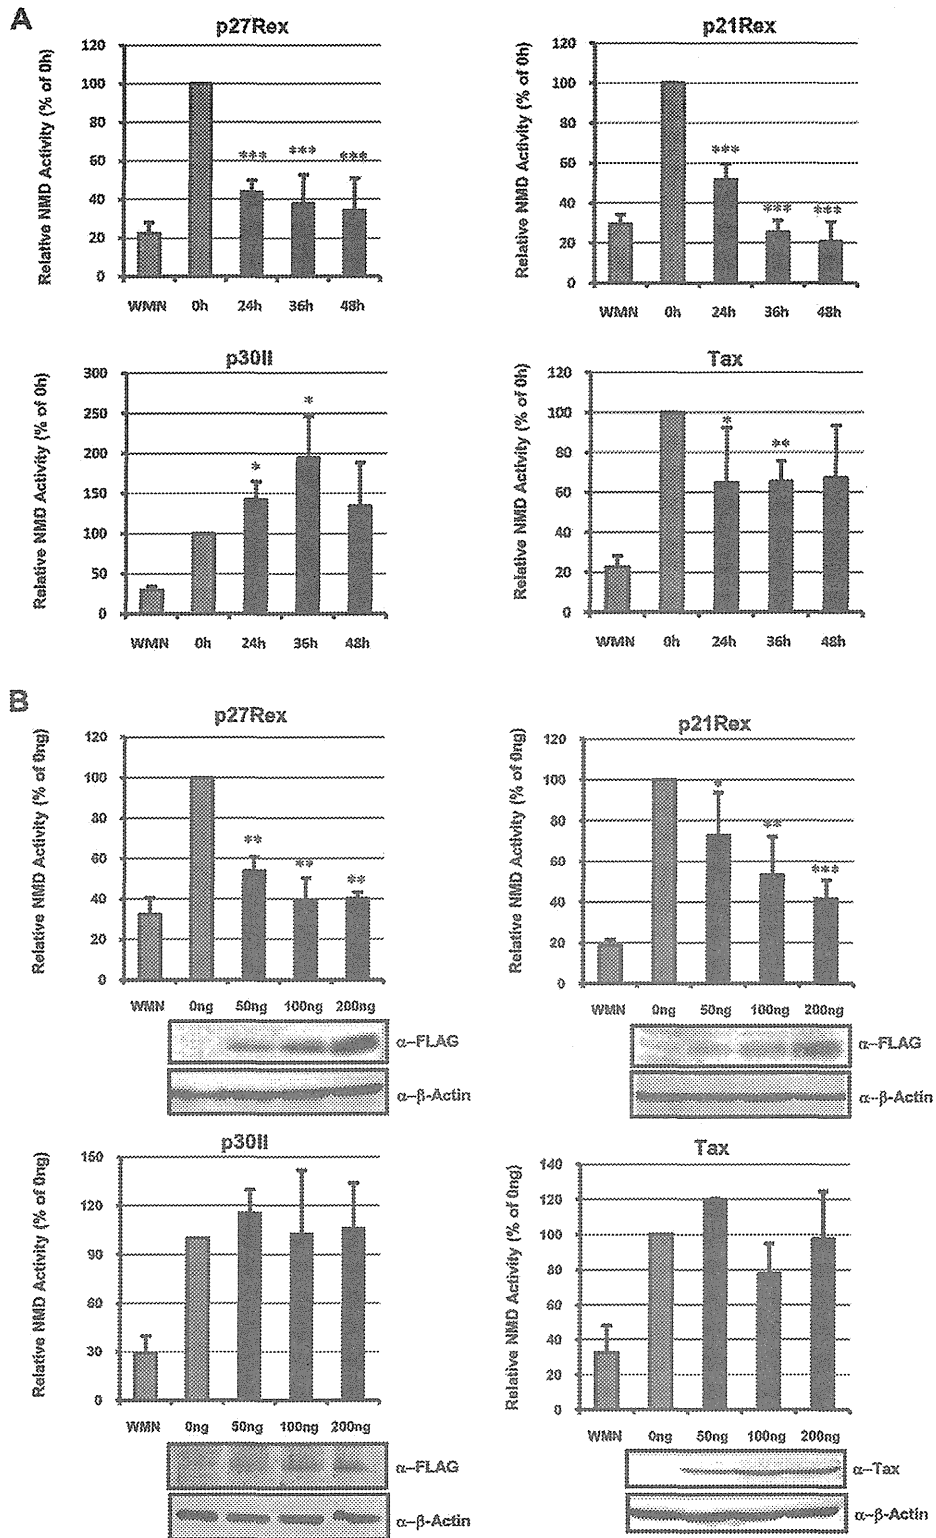 A
p27Rex
Relative NMD Activity (% of 0h)
120
100
80
60
40
20
0
*** *** ***
WMN 0h 24h 36h 48h
p21Rex
Relative NMD Activity (% of 0h)
120
100
80
60
40
20
0
*** *** ***
WMN 0h 24h 36h 48h
p30II
Relative NMD Activity (% of 0h)
300
250
200
150
100
50
0
* *
WMN 0h 24h 36h 48h
Tax
Relative NMD Activity (% of 0h)
120
100
80
60
40
20
0
* **
WMN 0h 24h 36h 48h
B
p27Rex
Relative NMD Activity (% of 0ng)
120
100
80
60
40
20
0
** ** **
WMN 0ng 50ng 100ng 200ng
α-FLAG
α-β-Actin
p21Rex
Relative NMD Activity (% of 0ng)
120
100
80
60
40
20
0
* ** ***
WMN 0ng 50ng 100ng 200ng
α-FLAG
α-β-Actin
p30II
Relative NMD Activity (% of 0ng)
150
120
90
60
30
0
WMN 0ng 50ng 100ng 200ng
α-FLAG
α-β-Actin
Tax
Relative NMD Activity (% of 0ng)
140
120
100
80
60
40
20
0
WMN 0ng 50ng 100ng 200ng
α-Tax
α-β-Actin